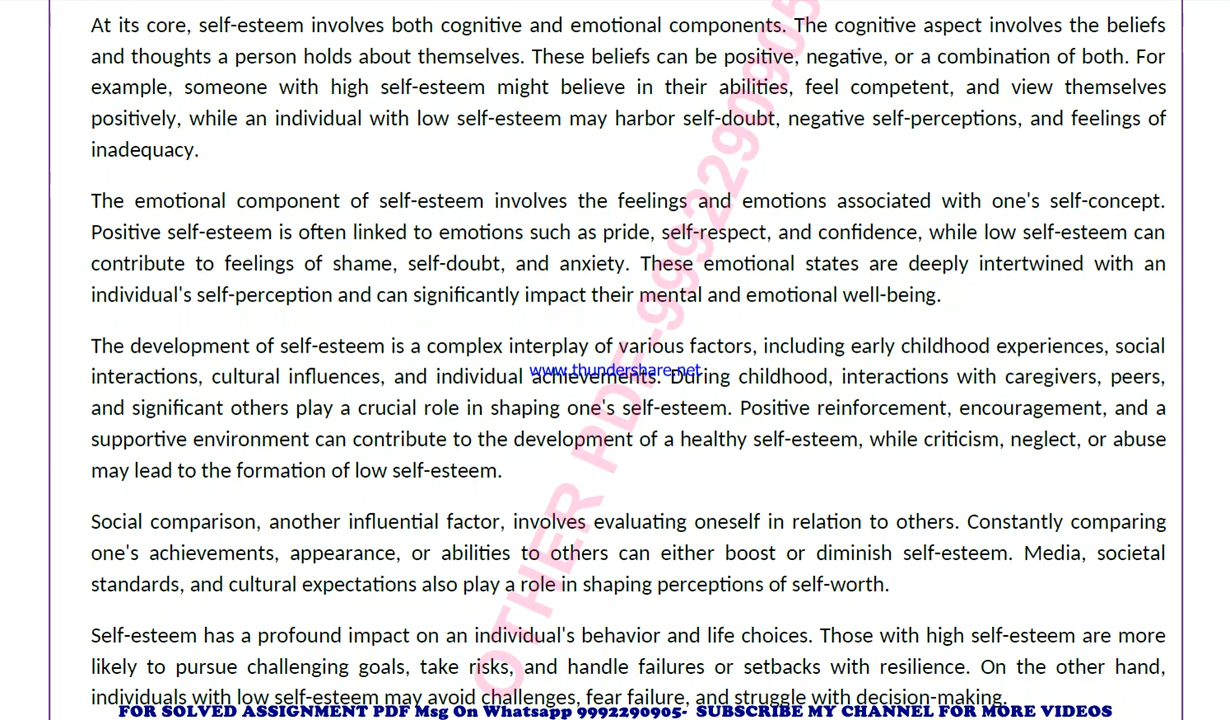 At its core, self-esteem involves both cognitive and emotional components. The cognitive aspect involves the beliefs
and thoughts a person holds about themselves. These beliefs can be positive, negative, or a combination of both. For
example, someone with high self-esteem might believe in their abilities, feel competent, and view themselves
positively, while an individual with low self-esteem may harbor self-doubt, negative self-perceptions, and feelings of
inadequacy.
The emotional component of self-esteem involves the feelings and emotions associated with one's self-concept.
Positive self-esteem is often linked to emotions such as pride, self-respect, and confidence, while low self-esteem can
contribute to feelings of shame, self-doubt, and anxiety. These emotional states are deeply intertwined with an
individual's self-perception and can significantly impact their mental and emotional well-being.
The development of self-esteem is a complex interplay of various factors, including early childhood experiences, social
interactions, cultural influences, and individual achievements. During childhood, interactions with caregivers, peers,
www.thundershare.net
and significant others play a crucial role in shaping one's self-esteem. Positive reinforcement, encouragement, and a
supportive environment can contribute to the development of a healthy self-esteem, while criticism, neglect, or abuse
may lead to the formation of low self-esteem.
Social comparison, another influential factor, involves evaluating oneself in relation to others. Constantly comparing
one's achievements, appearance, or abilities to others can either boost or diminish self-esteem. Media, societal
standards, and cultural expectations also play a role in shaping perceptions of self-worth.
Self-esteem has a profound impact on an individual's behavior and life choices. Those with high self-esteem are more
likely to pursue challenging goals, take risks, and handle failures or setbacks with resilience. On the other hand,
individuals with low self-esteem may avoid challenges, fear failure, and struggle with decision-making.
OTHER PDF-9992290905
FOR SOLVED ASSIGNMENT PDF Msg On Whatsapp 9992290905- SUBSCRIBE MY CHANNEL FOR MORE VIDEOS